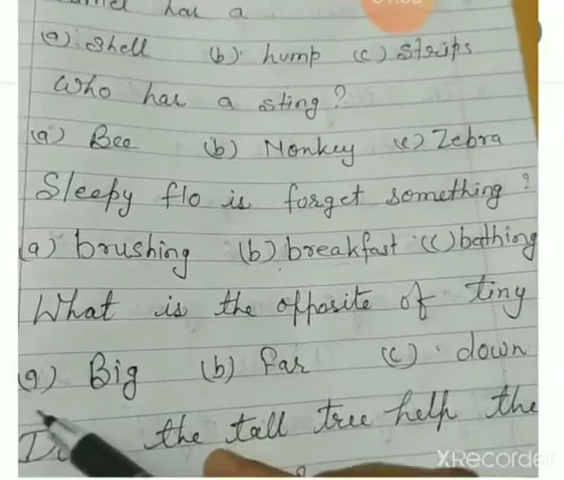 has a
(a) Shell (b) hump (c) Strips
Who has a sting?
(a) Bee (b) Monkey (c) Zebra
Sleepy flo is forget something?
(a) brushing (b) breakfast (c) bathing
What is the opposite of tiny
(a) Big (b) Far (c) down
the tall tree help the
XRecorder